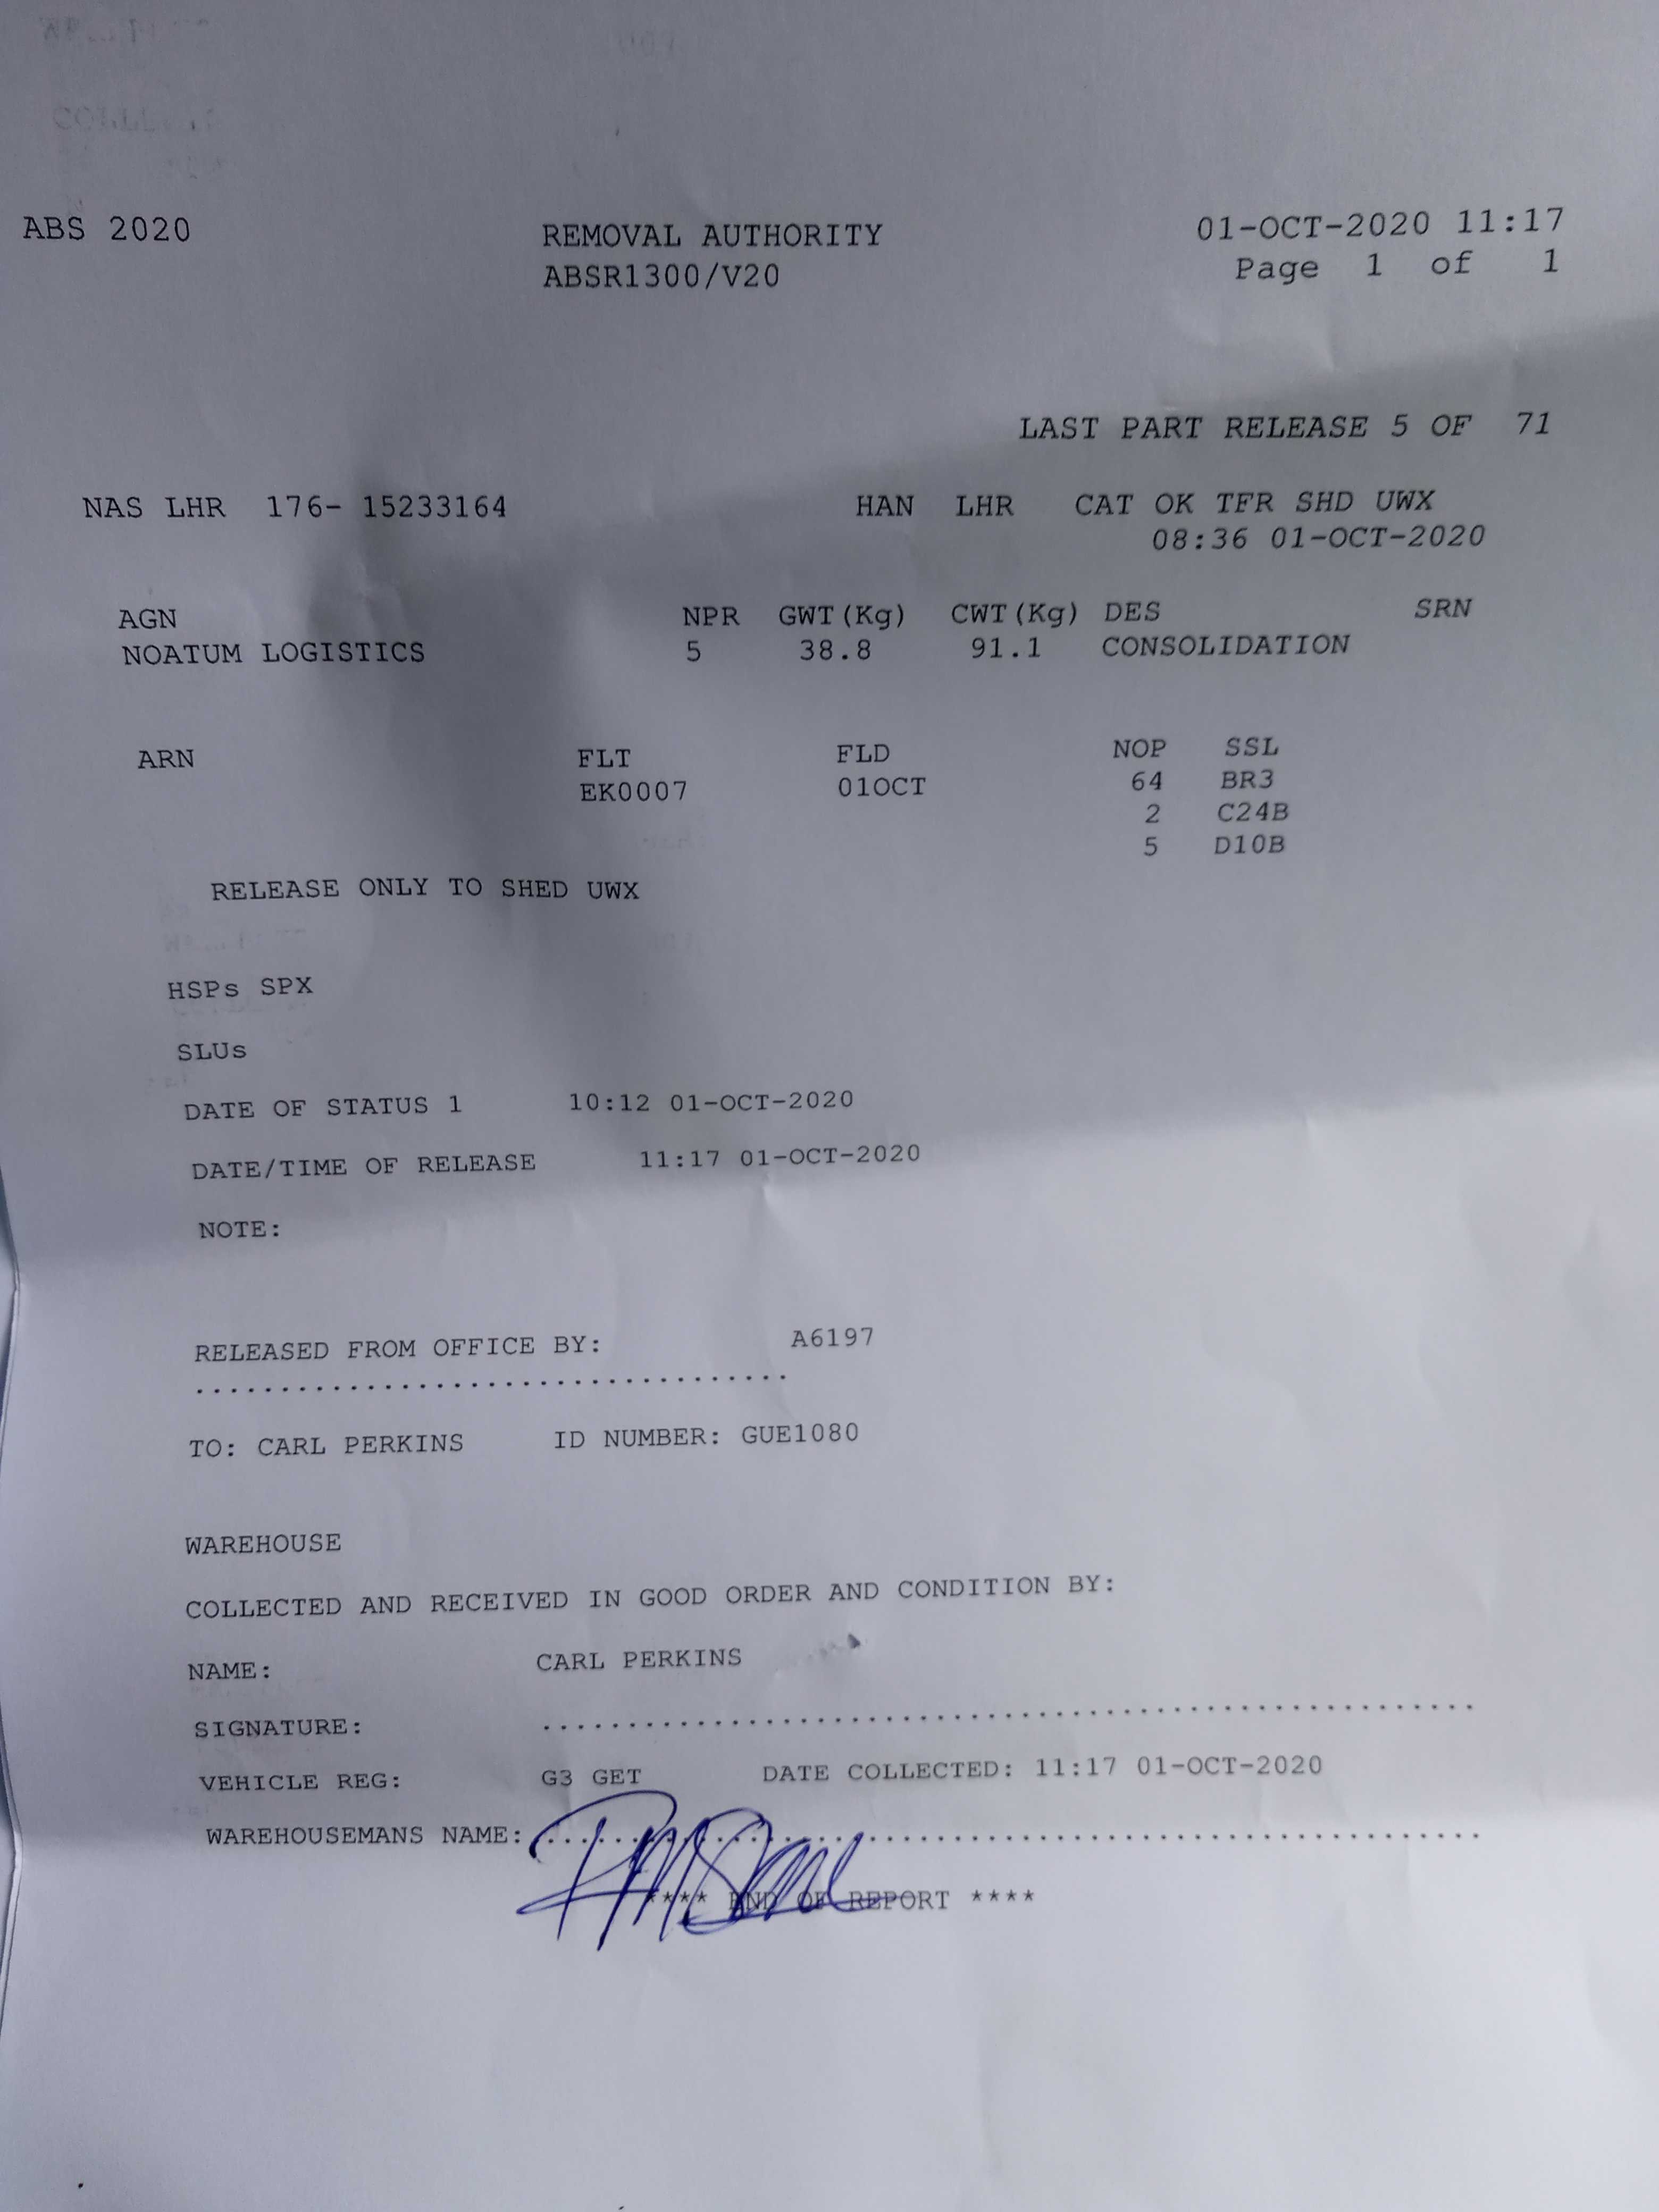 ABS 2020 REMOVAL AUTHORITY 01-OCT-2020 11:17
ABSR1300/V20 Page 1 of 1
LAST PART RELEASE 5 OF 71
NAS LHR 176- 15233164 HAN LHR CAT OK TFR SHD UWX
08:36 01-OCT-2020
AGN NPR GWT(Kg) CWT(Kg) DES SRN
NOATUM LOGISTICS 5 38.8 91.1 CONSOLIDATION
ARN FLT FLD NOP SSL
EK0007 01OCT 64 BR3
2 C24B
5 D10B
RELEASE ONLY TO SHED UWX
HSPs SPX
SLUs
DATE OF STATUS 1 10:12 01-OCT-2020
DATE/TIME OF RELEASE 11:17 01-OCT-2020
NOTE:
RELEASED FROM OFFICE BY: A6197
...................................
TO: CARL PERKINS ID NUMBER: GUE1080
WAREHOUSE
COLLECTED AND RECEIVED IN GOOD ORDER AND CONDITION BY:
NAME: CARL PERKINS
SIGNATURE: .......................................................
VEHICLE REG: G3 GET DATE COLLECTED: 11:17 01-OCT-2020
WAREHOUSEMANS NAME: .......................................................
**** END OF REPORT ****